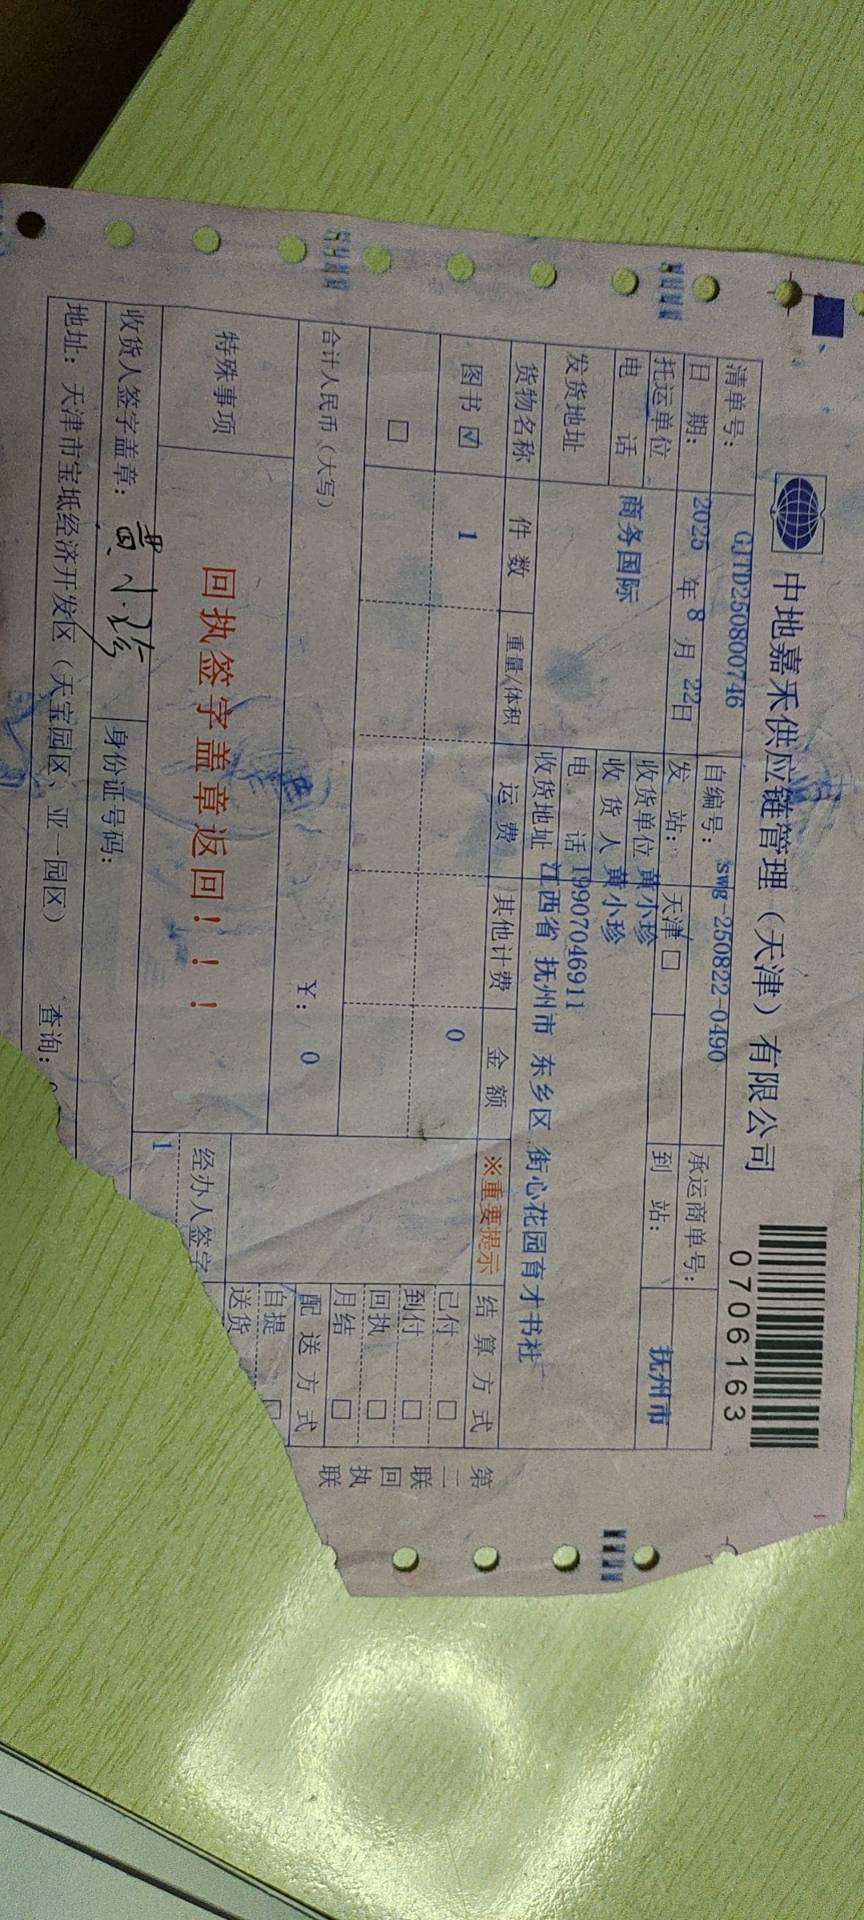 中地嘉禾供应链管理（天津）有限公司
0706163
清单号： GJTD250800746 自编号： swg-250822-0490 承运商单号：
日 期： 2025 年 8 月 22日 发 站： 天津 □ 到 站： 抚州市
托运单位 商务国际 收货单位 黄小珍
收 货 人 黄小珍
电 话 电 话 19907046911
发货地址 收货地址 江西省 抚州市 东乡区 街心花园育才书社
货物名称 件 数 重量/体积 运 费 其他计费 金 额 ※重要提示 结 算 方 式
图书 ☑ 1 0 已付 □
□ 到付 □
回执 □
月结 □
合计人民币（大写） ￥： 0 配 送 方 式
自提 □
送货
特殊事项 回执签字盖章返回！！！ 经办人签字
1
收货人签字盖章： 黄小珍 身份证号码：
地址：天津市宝坻经济开发区（天宝园区、亚一园区） 查询：
第二联 回执联